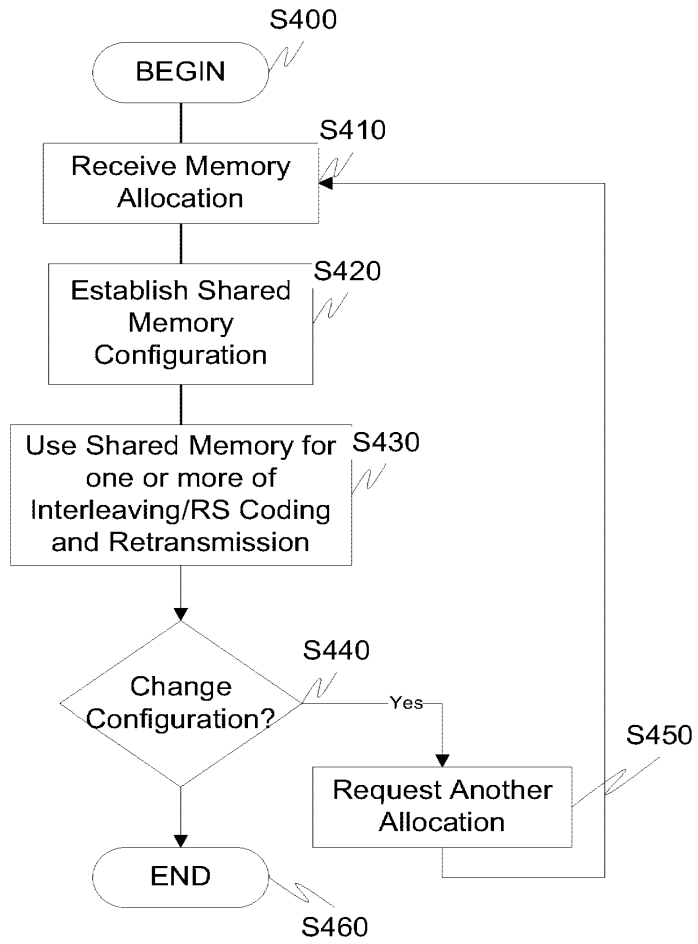 S400
BEGIN
S410
Receive Memory
Allocation
S420
Establish Shared
Memory
Configuration
S430
Use Shared Memory for
one or more of
Interleaving/RS Coding
and Retransmission
S440
Change
Configuration?
Yes
S450
Request Another
Allocation
END
S460